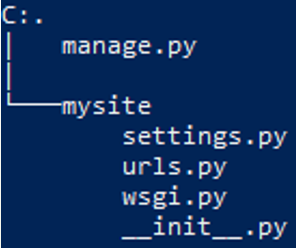 C:.
│   manage.py
│
└───mysite
        settings.py
        urls.py
        wsgi.py
        __init__.py